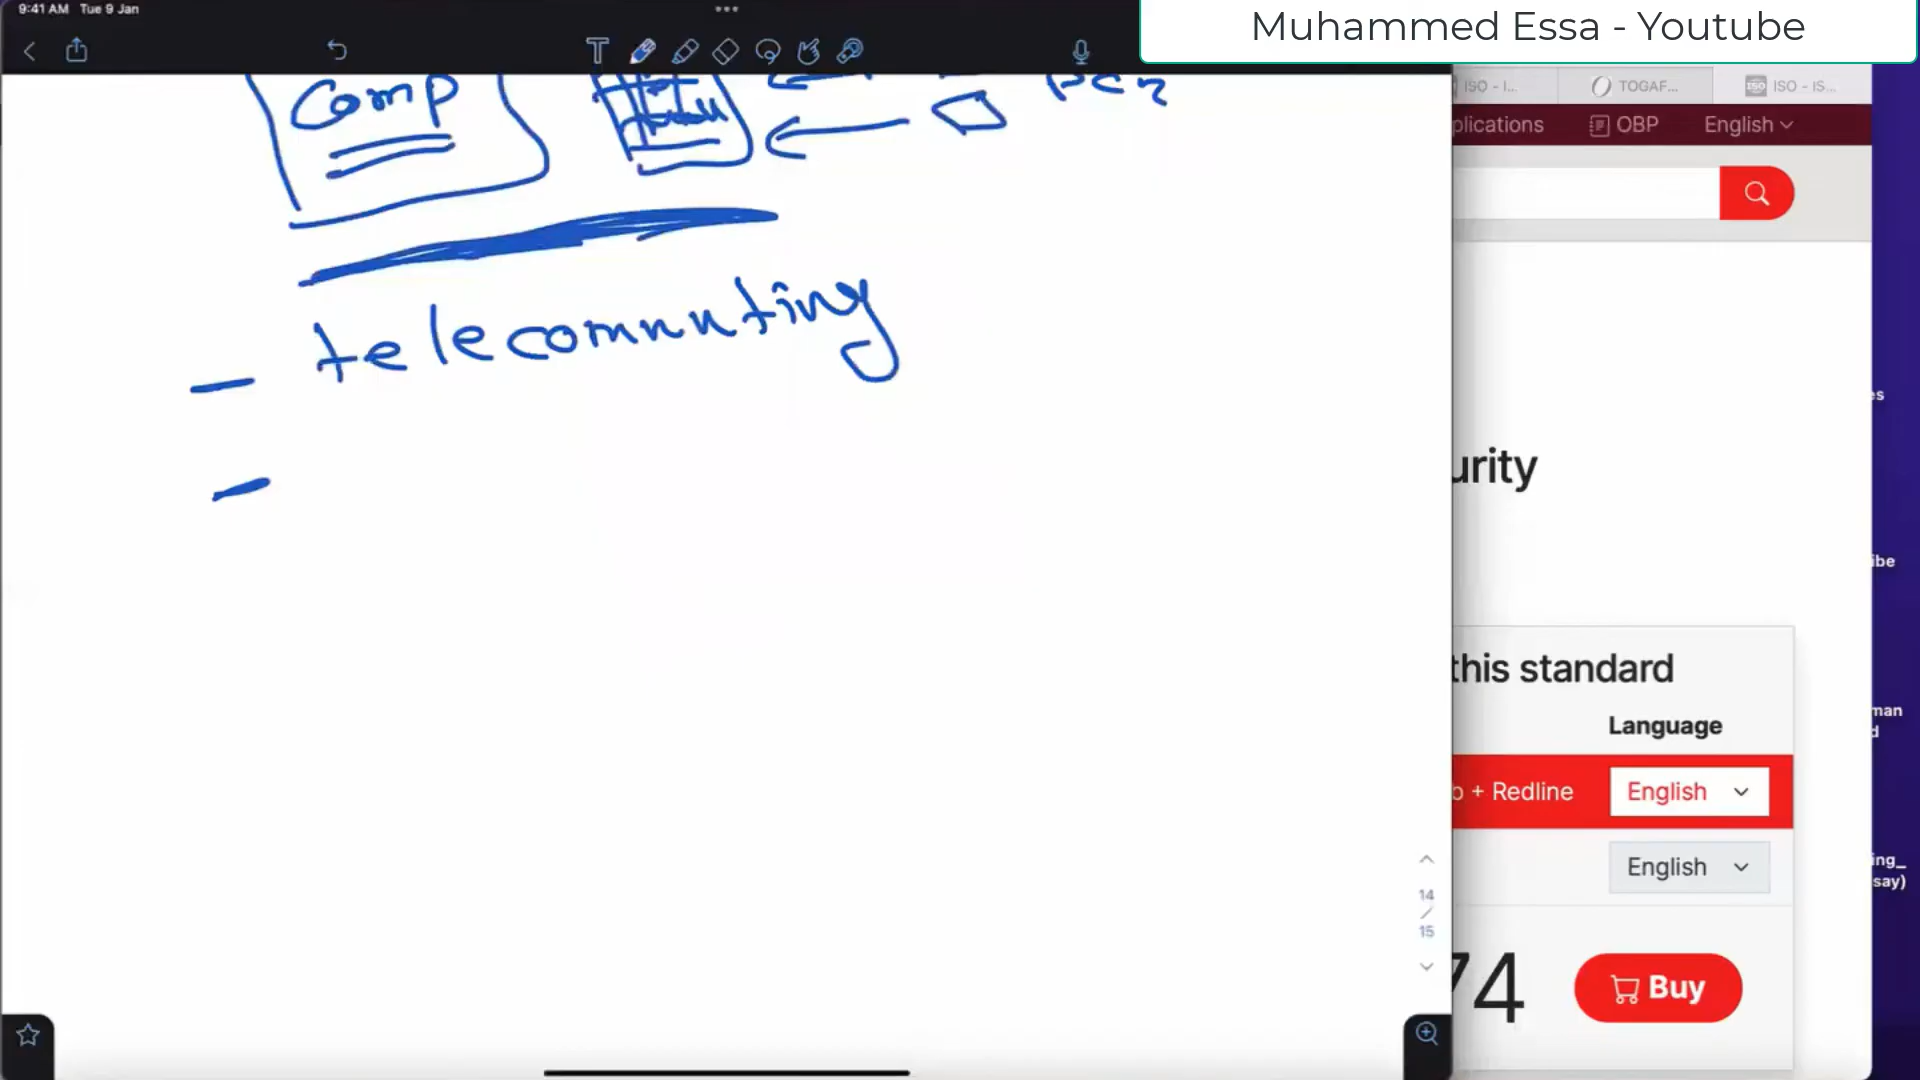 9:41 AM Tue 9 Jan
Muhammed Essa - Youtube
T
ISO - I...
TOGAF...
ISO - IS...
plications
OBP
English
Comp
telecommuting
urity
this standard
Language
+ Redline
English
English
14
15
74
Buy
es
ibe
man
d
ing_
say)